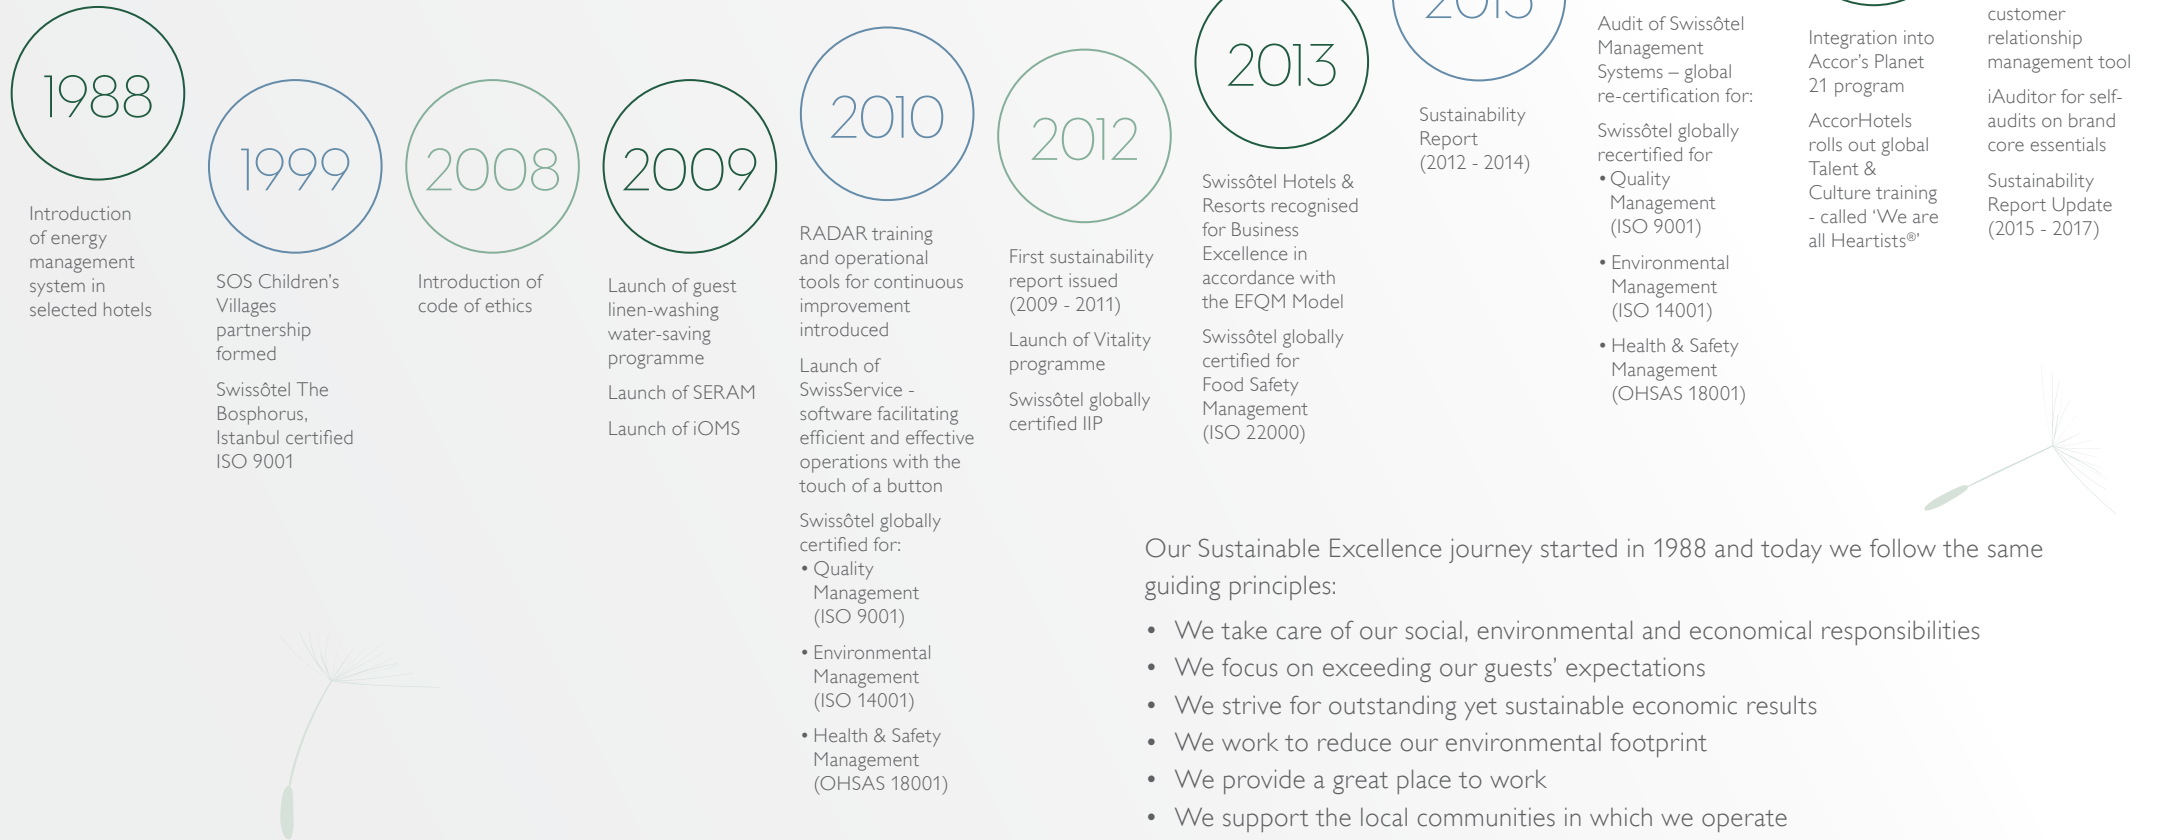 1988
Introduction
of energy
management
system in
selected hotels
1999
SOS Children's
Villages
partnership
formed
Swissôtel The
Bosphorus,
Istanbul certified
ISO 9001
2008
Introduction of
code of ethics
2009
Launch of guest
linen-washing
water-saving
programme
Launch of SERAM
Launch of iOMS
2010
RADAR training
and operational
tools for continuous
improvement
introduced
Launch of
SwissService -
software facilitating
efficient and effective
operations with the
touch of a button
Swissôtel globally
certified for:
• Quality
Management
(ISO 9001)
• Environmental
Management
(ISO 14001)
• Health & Safety
Management
(OHSAS 18001)
2012
First sustainability
report issued
(2009 - 2011)
Launch of Vitality
programme
Swissôtel globally
certified IIP
2013
Swissôtel Hotels &
Resorts recognised
for Business
Excellence in
accordance with
the EFQM Model
Swissôtel globally
certified for
Food Safety
Management
(ISO 22000)
2015
Sustainability
Report
(2012 - 2014)
Audit of Swissôtel
Management
Systems – global
re-certification for:
Swissôtel globally
recertified for
• Quality
Management
(ISO 9001)
• Environmental
Management
(ISO 14001)
• Health & Safety
Management
(OHSAS 18001)
Integration into
Accor's Planet
21 program
AccorHotels
rolls out global
Talent &
Culture training
- called 'We are
all Heartists®'
customer
relationship
management tool
iAuditor for self-
audits on brand
core essentials
Sustainability
Report Update
(2015 - 2017)
Our Sustainable Excellence journey started in 1988 and today we follow the same
guiding principles:
• We take care of our social, environmental and economical responsibilities
• We focus on exceeding our guests' expectations
• We strive for outstanding yet sustainable economic results
• We work to reduce our environmental footprint
• We provide a great place to work
• We support the local communities in which we operate